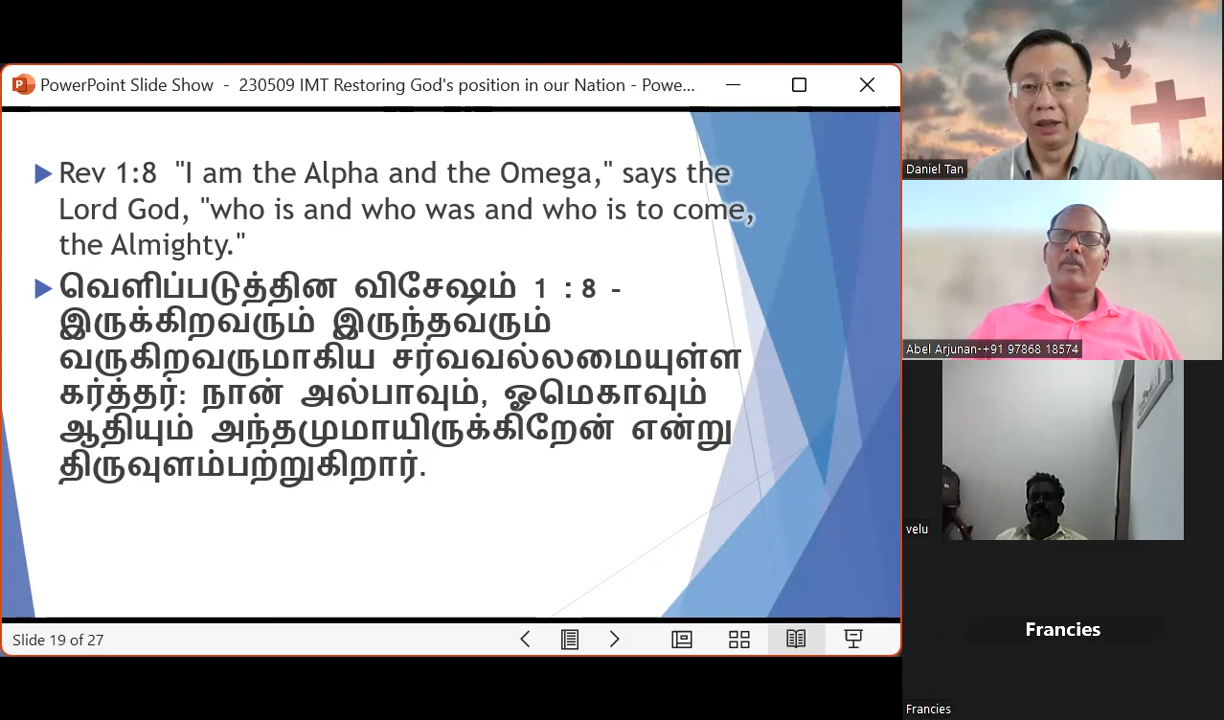 PowerPoint Slide Show - 230509 IMT Restoring God's position in our Nation - Powe...
Rev 1:8 "I am the Alpha and the Omega," says the
Lord God, "who is and who was and who is to come,
the Almighty."
வெளிப்படுத்தின விசேஷம் 1 : 8 -
இருக்கிறவரும் இருந்தவரும்
வருகிறவருமாகிய சர்வவல்லமையுள்ள
கர்த்தர்: நான் அல்பாவும், ஓமெகாவும்
ஆதியும் அந்தமுமாயிருக்கிறேன் என்று
திருவுளம்பற்றுகிறார்.
Slide 19 of 27
Daniel Tan
Abel Arjunan-+91 97868 18574
velu
Francies
Francies